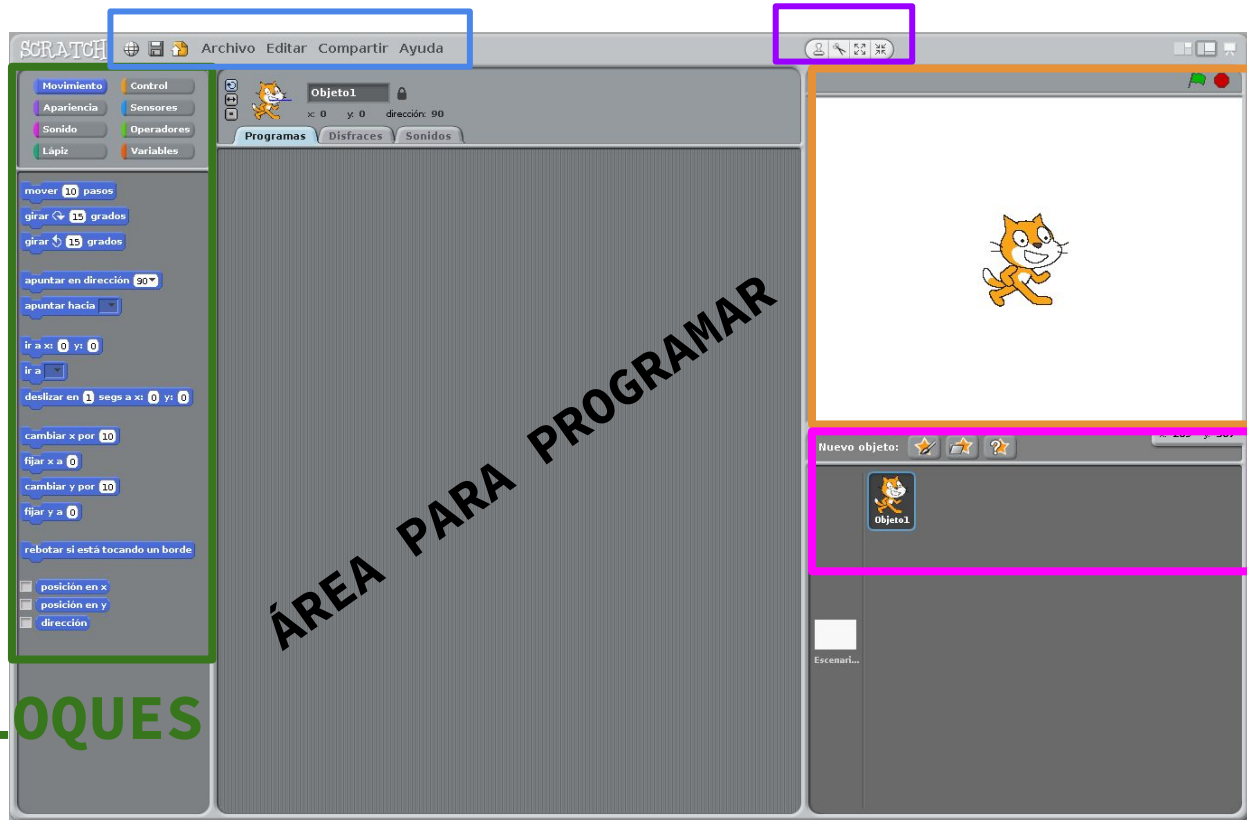 SCRATCH Archivo Editar Compartir Ayuda
Movimiento Control
Apariencia Sensores
Sonido Operadores
Lápiz Variables
mover 10 pasos
girar 15 grados
girar 15 grados
apuntar en dirección 90
apuntar hacia
ir a x: 0 y: 0
ir a
deslizar en 1 segs a x: 0 y: 0
cambiar x por 10
fijar x a 0
cambiar y por 10
fijar y a 0
rebotar si está tocando un borde
posición en x
posición en y
dirección
OQUES
Objeto1
x: 0 y: 0 dirección: 90
Programas Disfraces Sonidos
ÁREA PARA PROGRAMAR
Nuevo objeto:
Objeto1
Escenari...